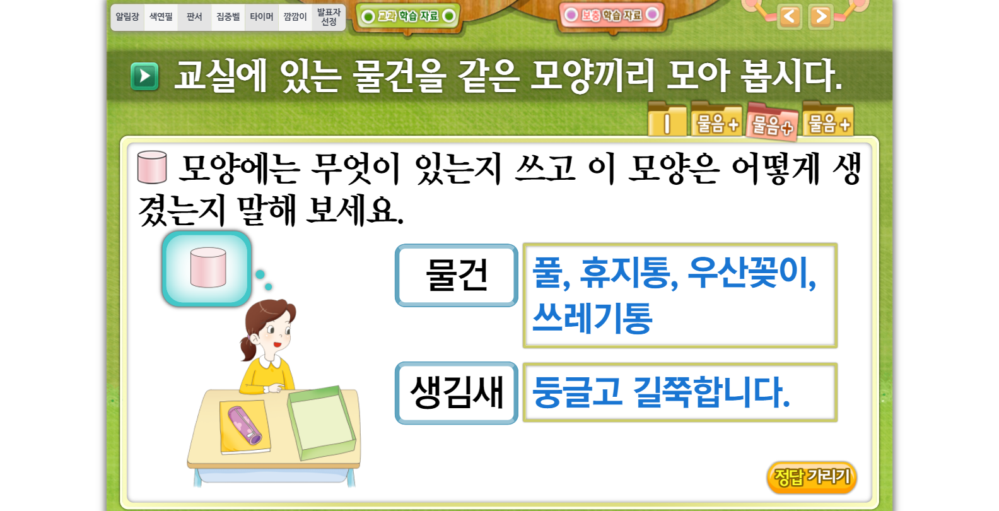 알림장 색연필 판서 집중벨 타이머 깜깜이 발표자 선정
교과 학습 자료
보충 학습 자료
교실에 있는 물건을 같은 모양끼리 모아 봅시다.
1 물음+ 물음+ 물음+
모양에는 무엇이 있는지 쓰고 이 모양은 어떻게 생
겼는지 말해 보세요.
물건
풀, 휴지통, 우산꽂이,
쓰레기통
생김새
둥글고 길쭉합니다.
정답 가리기